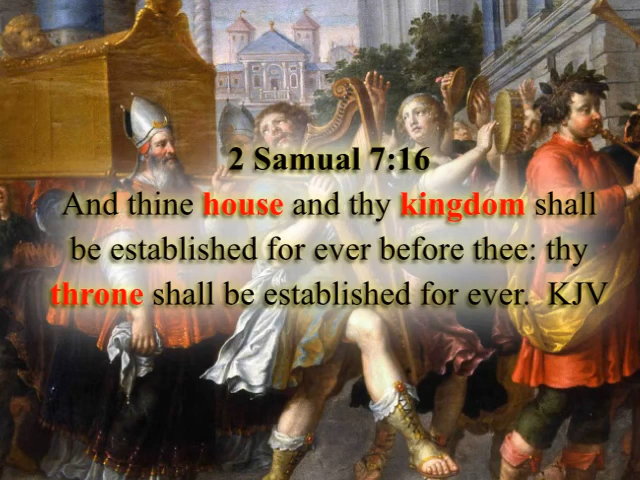 2 Samual 7:16
And thine house and thy kingdom shall
be established for ever before thee: thy
throne shall be established for ever.  KJV